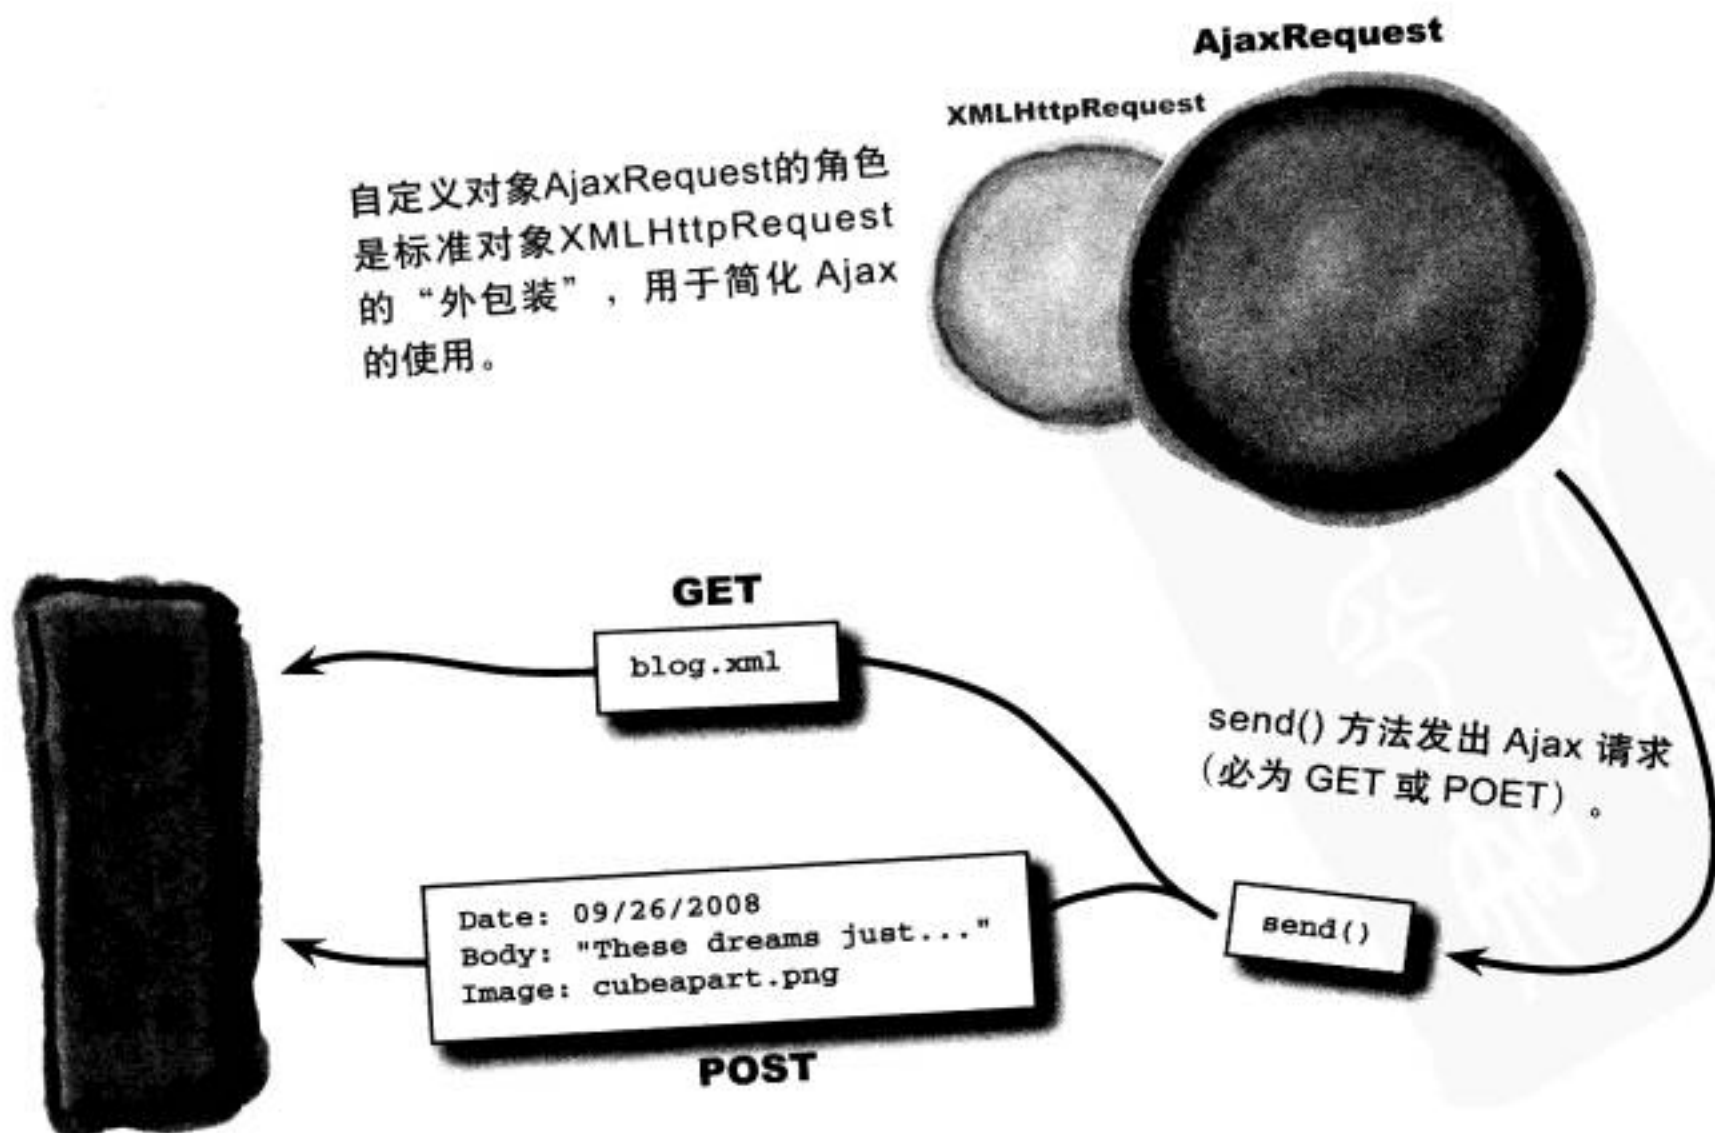 AjaxRequest
XMLHttpRequest
自定义对象AjaxRequest的角色
是标准对象XMLHttpRequest
的“外包装”，用于简化 Ajax
的使用。
GET
blog.xml
send() 方法发出 Ajax 请求
（必为 GET 或 POET）。
Date: 09/26/2008
Body: "These dreams just..."
Image: cubeapart.png
send()
POST